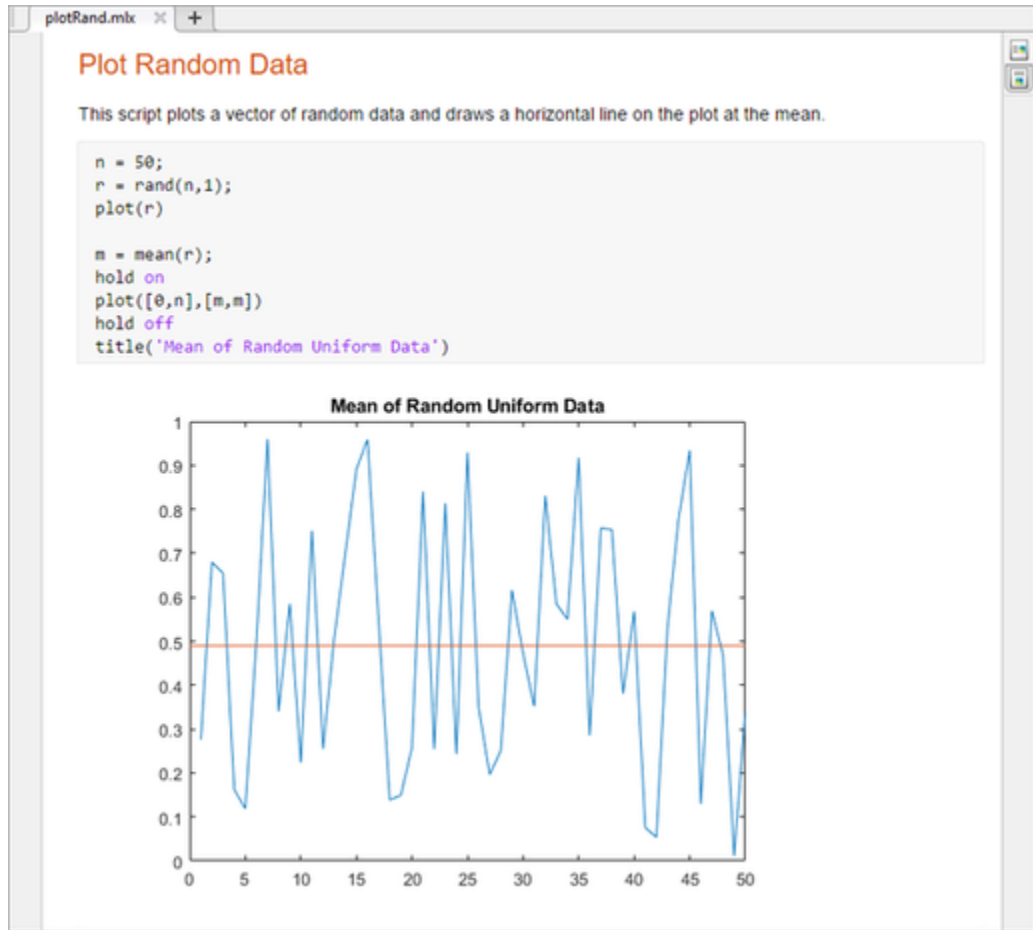 plotRand.mlx
Plot Random Data
This script plots a vector of random data and draws a horizontal line on the plot at the mean.
n = 50;
r = rand(n,1);
plot(r)
m = mean(r);
hold on
plot([0,n],[m,m])
hold off
title('Mean of Random Uniform Data')
Mean of Random Uniform Data
1
0.9
0.8
0.7
0.6
0.5
0.4
0.3
0.2
0.1
0
0 5 10 15 20 25 30 35 40 45 50